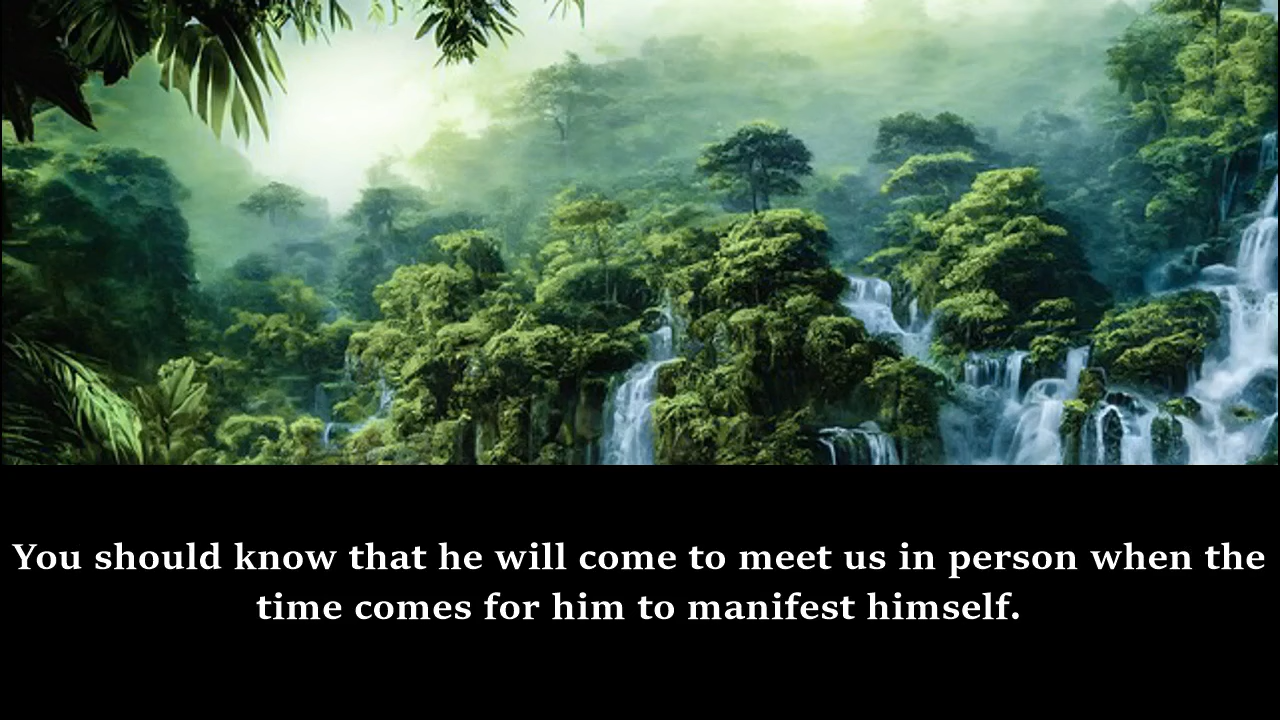 You should know that he will come to meet us in person when the
time comes for him to manifest himself.